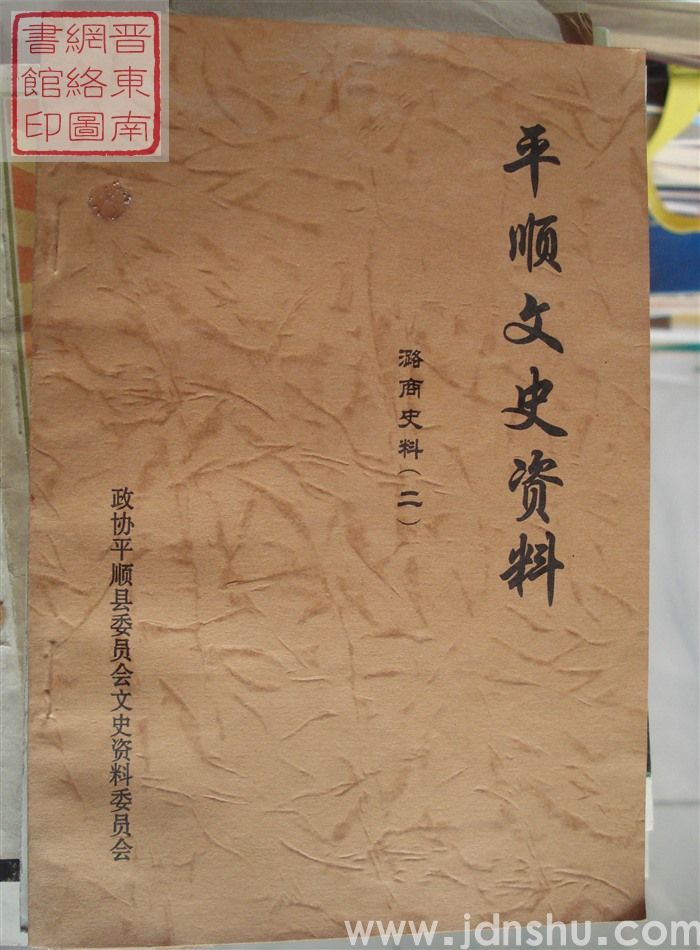 平顺文史资料
潞商史料(二)
政协平顺县委员会文史资料委员会
晋東南
網絡圖
書館印
www.jdnshu.com